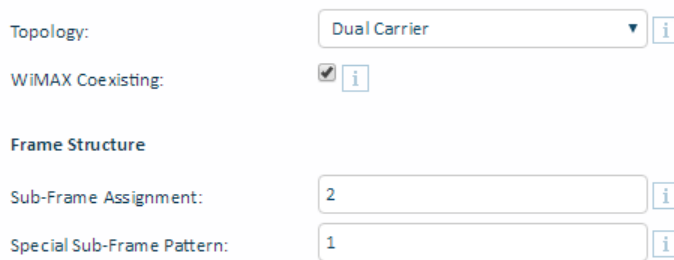 Topology: Dual Carrier i
WiMAX Coexisting: i
Frame Structure
Sub-Frame Assignment: 2 i
Special Sub-Frame Pattern: 1 i